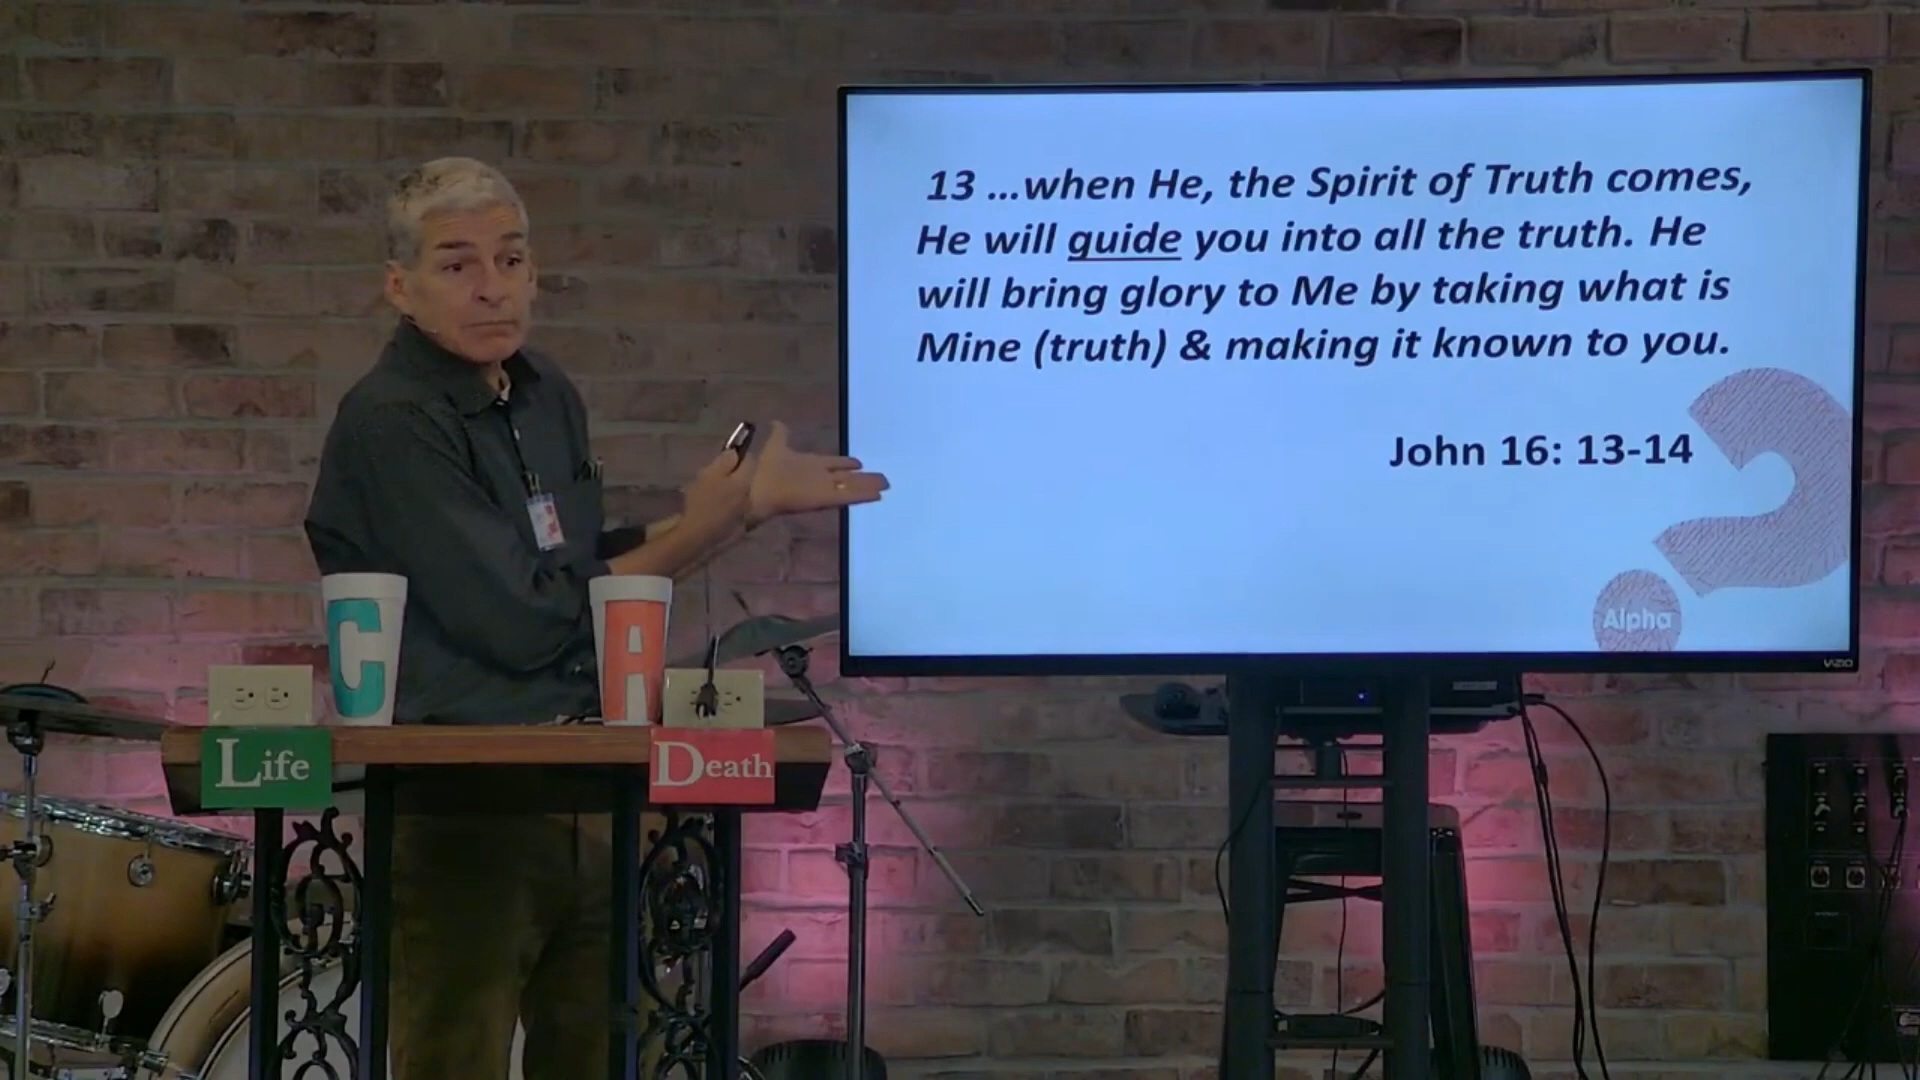 13 ...when He, the Spirit of Truth comes,
He will guide you into all the truth. He
will bring glory to Me by taking what is
Mine (truth) & making it known to you.
John 16: 13-14
Alpha
VIZIO
C
A
Life
Death